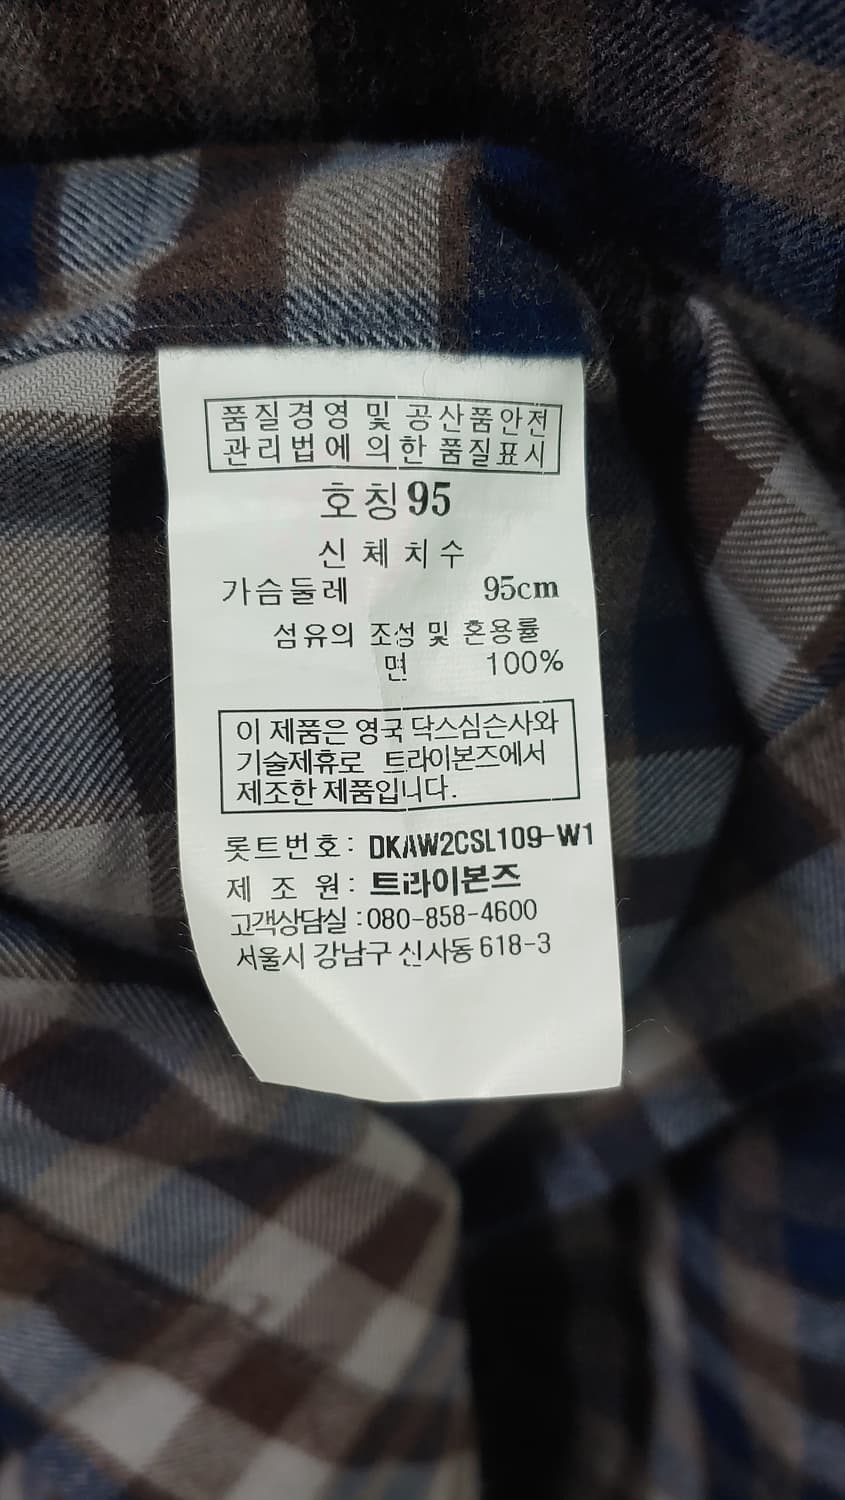 품질경영 및 공산품안전
관리법에 의한 품질표시
호칭 95
신체치수
가슴둘레 95cm
섬유의 조성 및 혼용률
면 100%
이 제품은 영국 닥스심슨사와
기술제휴로 트라이본즈에서
제조한 제품입니다.
롯트번호: DKAW2CSL109-W1
제 조 원: 트라이본즈
고객상담실:080-858-4600
서울시 강남구 신사동 618-3